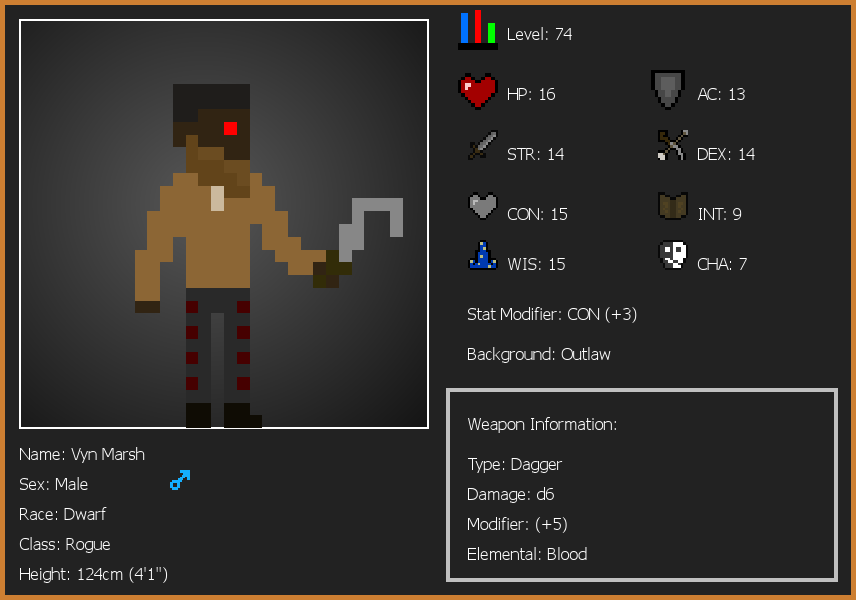 Level: 74
HP: 16
AC: 13
STR: 14
DEX: 14
CON: 15
INT: 9
WIS: 15
CHA: 7
Stat Modifier: CON (+3)
Background: Outlaw
Weapon Information:
Type: Dagger
Damage: d6
Modifier: (+5)
Elemental: Blood
Name: Vyn Marsh
Sex: Male
Race: Dwarf
Class: Rogue
Height: 124cm (4'1")